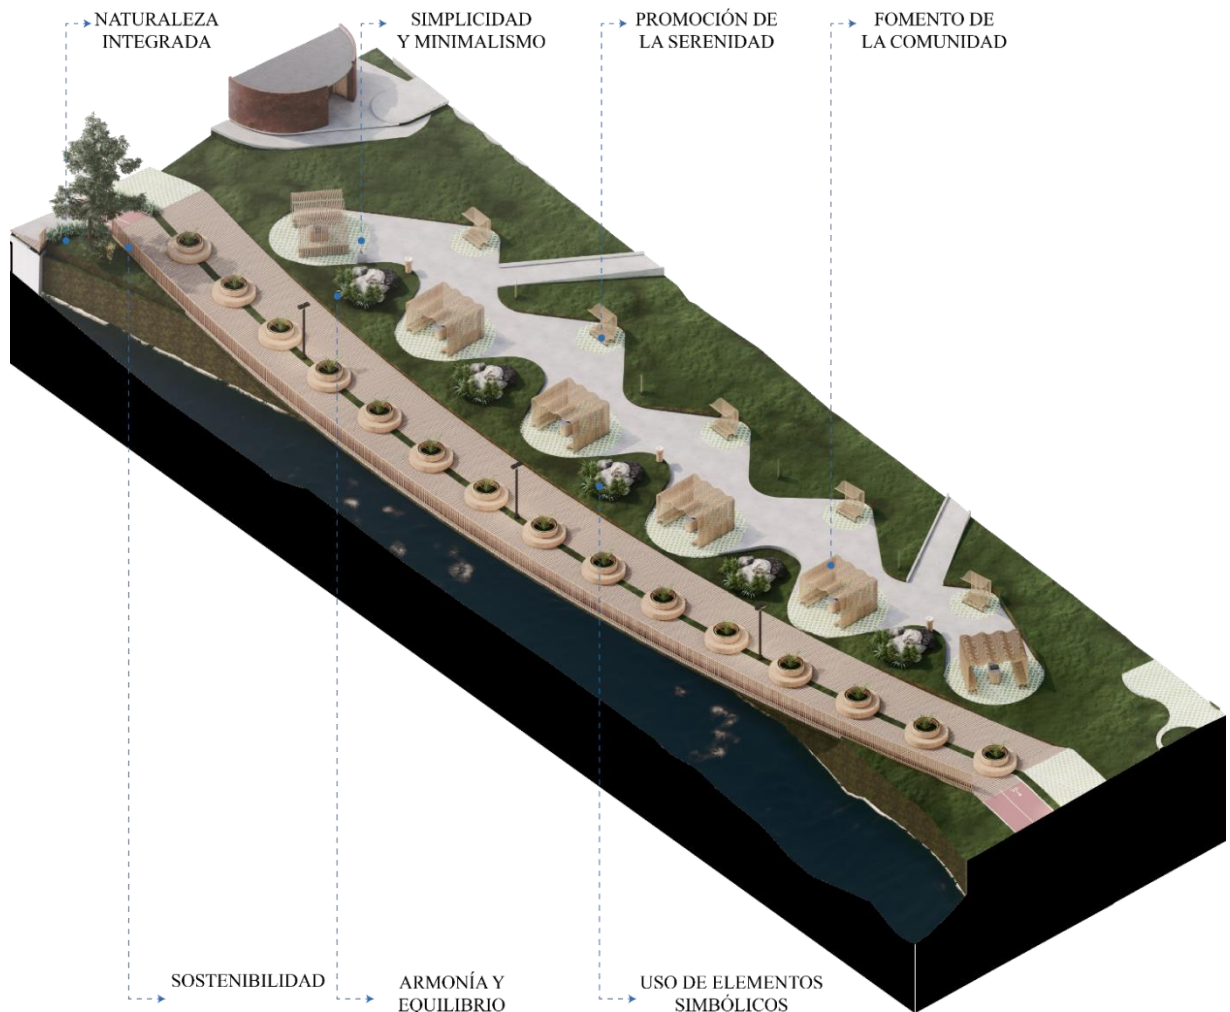 NATURALEZA
INTEGRADA
SIMPLICIDAD
Y MINIMALISMO
PROMOCIÓN DE
LA SERENIDAD
FOMENTO DE
LA COMUNIDAD
SOSTENIBILIDAD
ARMONÍA Y
EQUILIBRIO
USO DE ELEMENTOS
SIMBÓLICOS